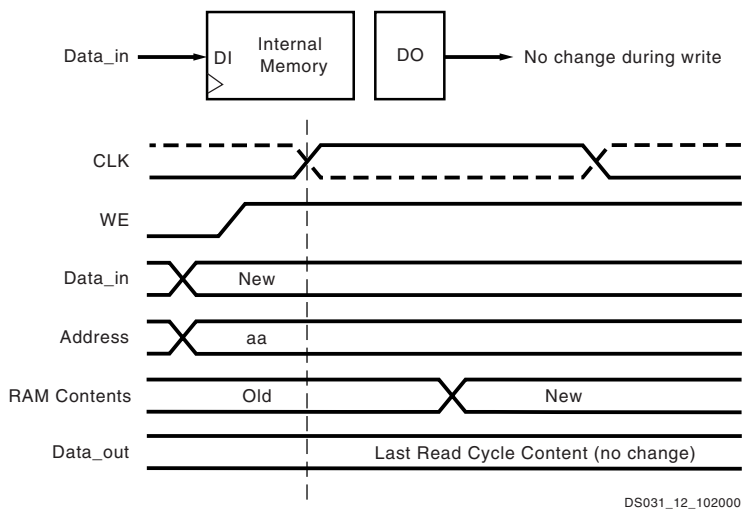 Data_in
DI
Internal
Memory
DO
No change during write
CLK
WE
Data_in
New
Address
aa
RAM Contents
Old
New
Data_out
Last Read Cycle Content (no change)
DS031_12_102000